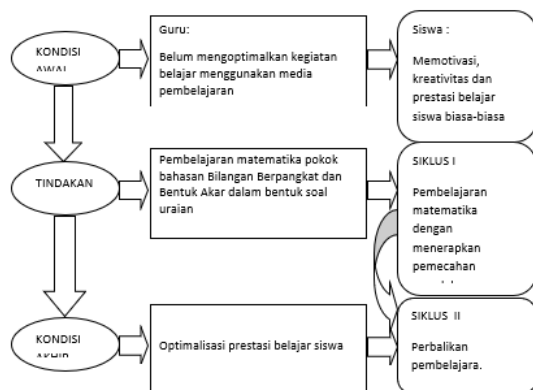 KONDISI
Guru:
Belum mengoptimalkan kegiatan
belajar menggunakan media
pembelajaran
Siswa :
Memotivasi,
kreativitas dan
prestasi belajar
siswa biasa-biasa
TINDAKAN
Pembelajaran matematika pokok
bahasan Bilangan Berpangkat dan
Bentuk Akar dalam bentuk soal
uraian
SIKLUS I
Pembelajaran
matematika
dengan
menerapkan
pemecahan
KONDISI
Optimalisasi prestasi belajar siswa
SIKLUS II
Perbalikan
pembelajara.